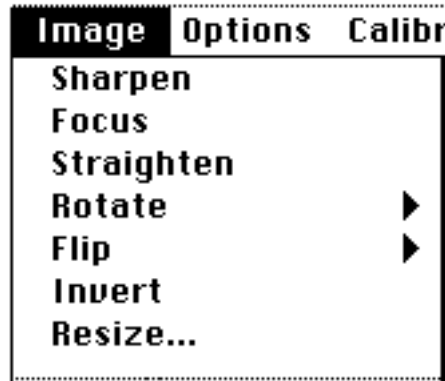 Image Options Calibr
Sharpen
Focus
Straighten
Rotate
Flip
Invert
Resize...